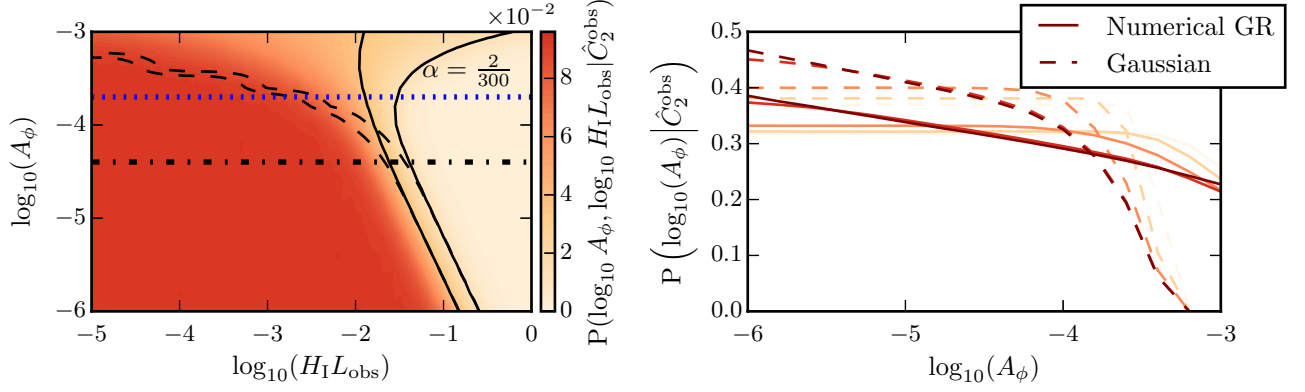 ×10⁻²
−3
−4
−5
−6
log₁₀(A_ϕ)
α = 2/300
−5 −4 −3 −2 −1 0
log₁₀(H_I L_obs)
8
6
4
2
0
P(log₁₀ A_ϕ, log₁₀ H_I L_obs|Ĉ₂^obs)
Numerical GR
Gaussian
0.5
0.4
0.3
0.2
0.1
0.0
P(log₁₀(A_ϕ)|Ĉ₂^obs)
−6 −5 −4 −3
log₁₀(A_ϕ)